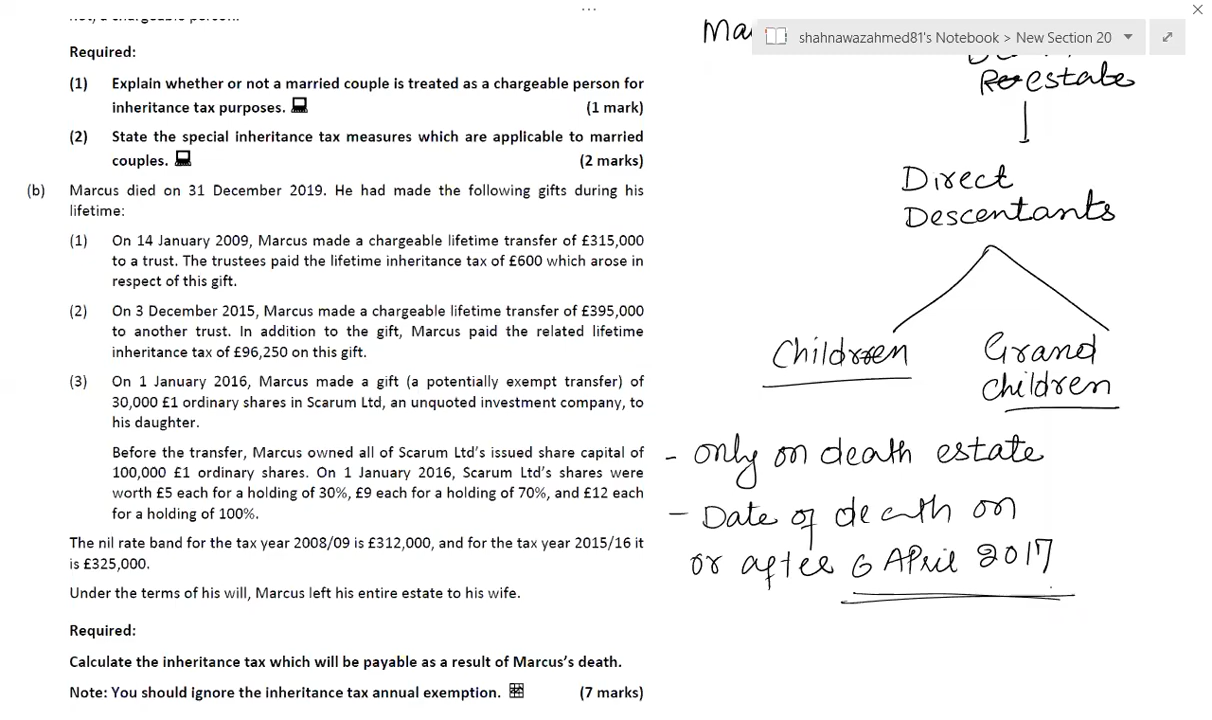 Required:
(1) Explain whether or not a married couple is treated as a chargeable person for
inheritance tax purposes. (1 mark)
(2) State the special inheritance tax measures which are applicable to married
couples. (2 marks)
(b) Marcus died on 31 December 2019. He had made the following gifts during his
lifetime:
(1) On 14 January 2009, Marcus made a chargeable lifetime transfer of £315,000
to a trust. The trustees paid the lifetime inheritance tax of £600 which arose in
respect of this gift.
(2) On 3 December 2015, Marcus made a chargeable lifetime transfer of £395,000
to another trust. In addition to the gift, Marcus paid the related lifetime
inheritance tax of £96,250 on this gift.
(3) On 1 January 2016, Marcus made a gift (a potentially exempt transfer) of
30,000 £1 ordinary shares in Scarum Ltd, an unquoted investment company, to
his daughter.
Before the transfer, Marcus owned all of Scarum Ltd's issued share capital of
100,000 £1 ordinary shares. On 1 January 2016, Scarum Ltd's shares were
worth £5 each for a holding of 30%, £9 each for a holding of 70%, and £12 each
for a holding of 100%.
The nil rate band for the tax year 2008/09 is £312,000, and for the tax year 2015/16 it
is £325,000.
Under the terms of his will, Marcus left his entire estate to his wife.
Required:
Calculate the inheritance tax which will be payable as a result of Marcus's death.
Note: You should ignore the inheritance tax annual exemption. (7 marks)
shahnawazahmed81's Notebook > New Section 20
estate
Direct
Descentants
Children
Grand
children
- only on death estate
- Date of death on
or after 6 April 2017